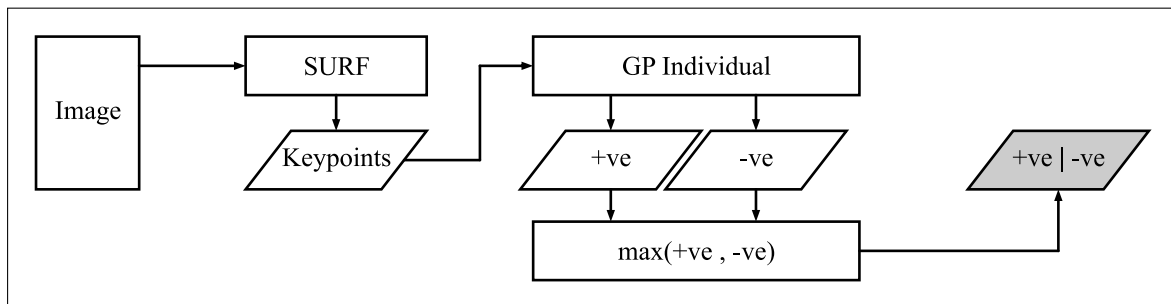 Image
SURF
Keypoints
GP Individual
+ve
-ve
max(+ve , -ve)
+ve | -ve